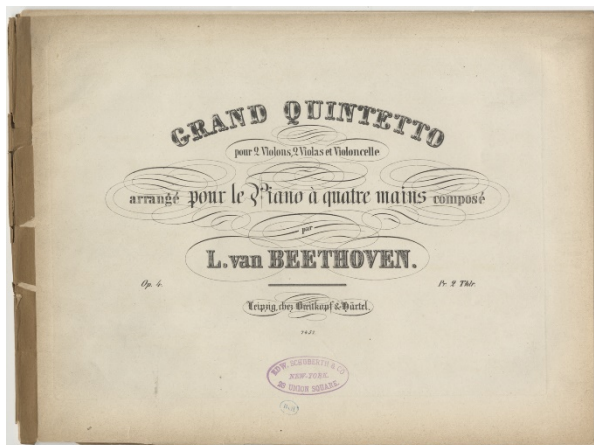 GRAND QUINTETTO
pour 2 Violons, 2 Violas et Violoncelle
arrangé pour le Piano à quatre mains composé
par
L. van BEETHOVEN.
Op. 4. Pr. 2 Thlr.
Leipzig, chez Breitkopf & Härtel.
EDW. SCHUBERTH & CO
NEW-YORK.
UNION SQUARE